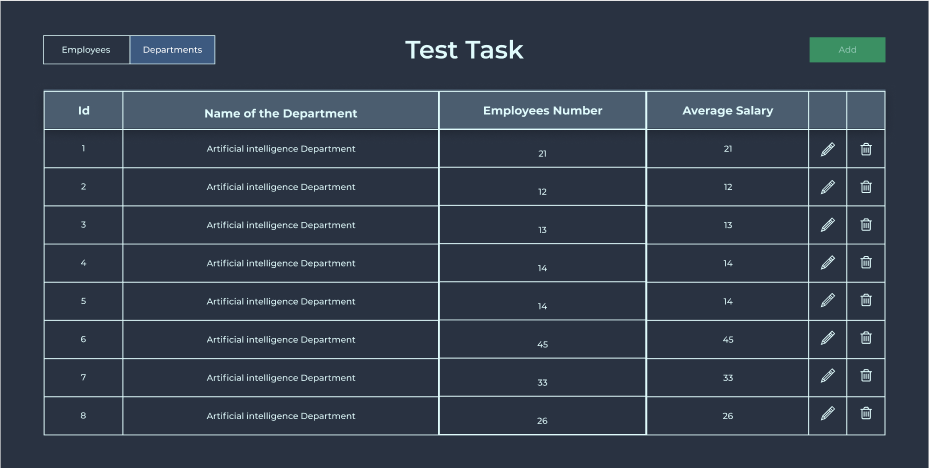 Employees Departments Test Task Add
Id Name of the Department Employees Number Average Salary
1 Artificial intelligence Department 21 21
2 Artificial intelligence Department 12 12
3 Artificial intelligence Department 13 13
4 Artificial intelligence Department 14 14
5 Artificial intelligence Department 14 14
6 Artificial intelligence Department 45 45
7 Artificial intelligence Department 33 33
8 Artificial intelligence Department 26 26